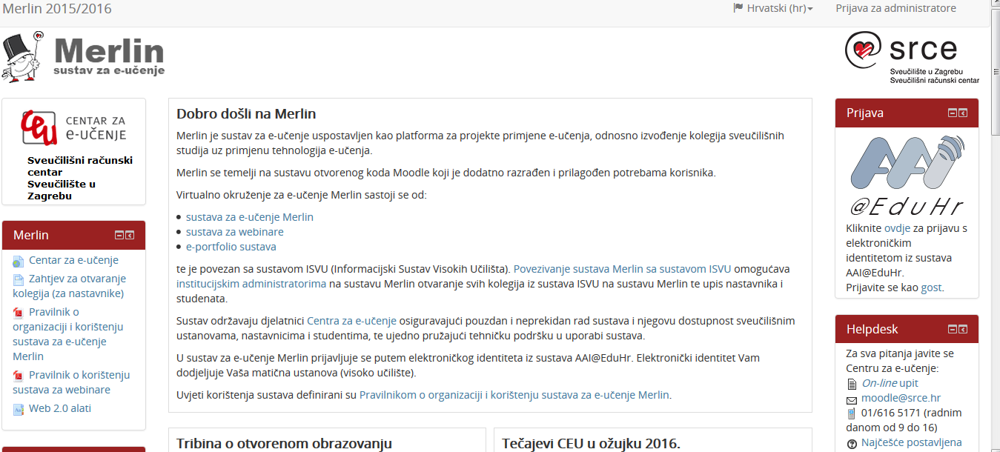 Merlin 2015/2016
Hrvatski (hr)
Prijava za administratore
Merlin
sustav za e-učenje
srce
Sveučilište u Zagrebu
Sveučilišni računski centar
ceu
CENTAR ZA
e-UČENJE
Sveučilišni računski
centar
Sveučilište u
Zagrebu
Merlin
Centar za e-učenje
Zahtjev za otvaranje
kolegija (za nastavnike)
Pravilnik o
organizaciji i korištenju
sustava za e-učenje
Merlin
Pravilnik o korištenju
sustava za webinare
Web 2.0 alati
Dobro došli na Merlin
Merlin je sustav za e-učenje uspostavljen kao platforma za projekte primjene e-učenja, odnosno izvođenje kolegija sveučilišnih
studija uz primjenu tehnologija e-učenja.
Merlin se temelji na sustavu otvorenog koda Moodle koji je dodatno razrađen i prilagođen potrebama korisnika.
Virtualno okruženje za e-učenje Merlin sastoji se od:
• sustava za e-učenje Merlin
• sustava za webinare
• e-portfolio sustava
te je povezan sa sustavom ISVU (Informacijski Sustav Visokih Učilišta). Povezivanje sustava Merlin sa sustavom ISVU omogućava
institucijskim administratorima na sustavu Merlin otvaranje svih kolegija iz sustava ISVU na sustavu Merlin te upis nastavnika i
studenata.
Sustav održavaju djelatnici Centra za e-učenje osiguravajući pouzdan i neprekidan rad sustava i njegovu dostupnost sveučilišnim
ustanovama, nastavnicima i studentima, te ujedno pružajući tehničku podršku u uporabi sustava.
U sustav za e-učenje Merlin prijavljuje se putem elektroničkog identiteta iz sustava AAI@EduHr. Elektronički identitet Vam
dodjeljuje Vaša matična ustanova (visoko učilište).
Uvjeti korištenja sustava definirani su Pravilnikom o organizaciji i korištenju sustava za e-učenje Merlin.
Tribina o otvorenom obrazovanju
Tečajevi CEU u ožujku 2016.
Prijava
AAI
@EduHr
Kliknite ovdje za prijavu s
elektroničkim
identitetom iz sustava
AAI@EduHr.
Prijavite se kao gost.
Helpdesk
Za sva pitanja javite se
Centru za e-učenje:
On-line upit
moodle@srce.hr
01/616 5171 (radnim
danom od 9 do 16)
Najčešće postavljena